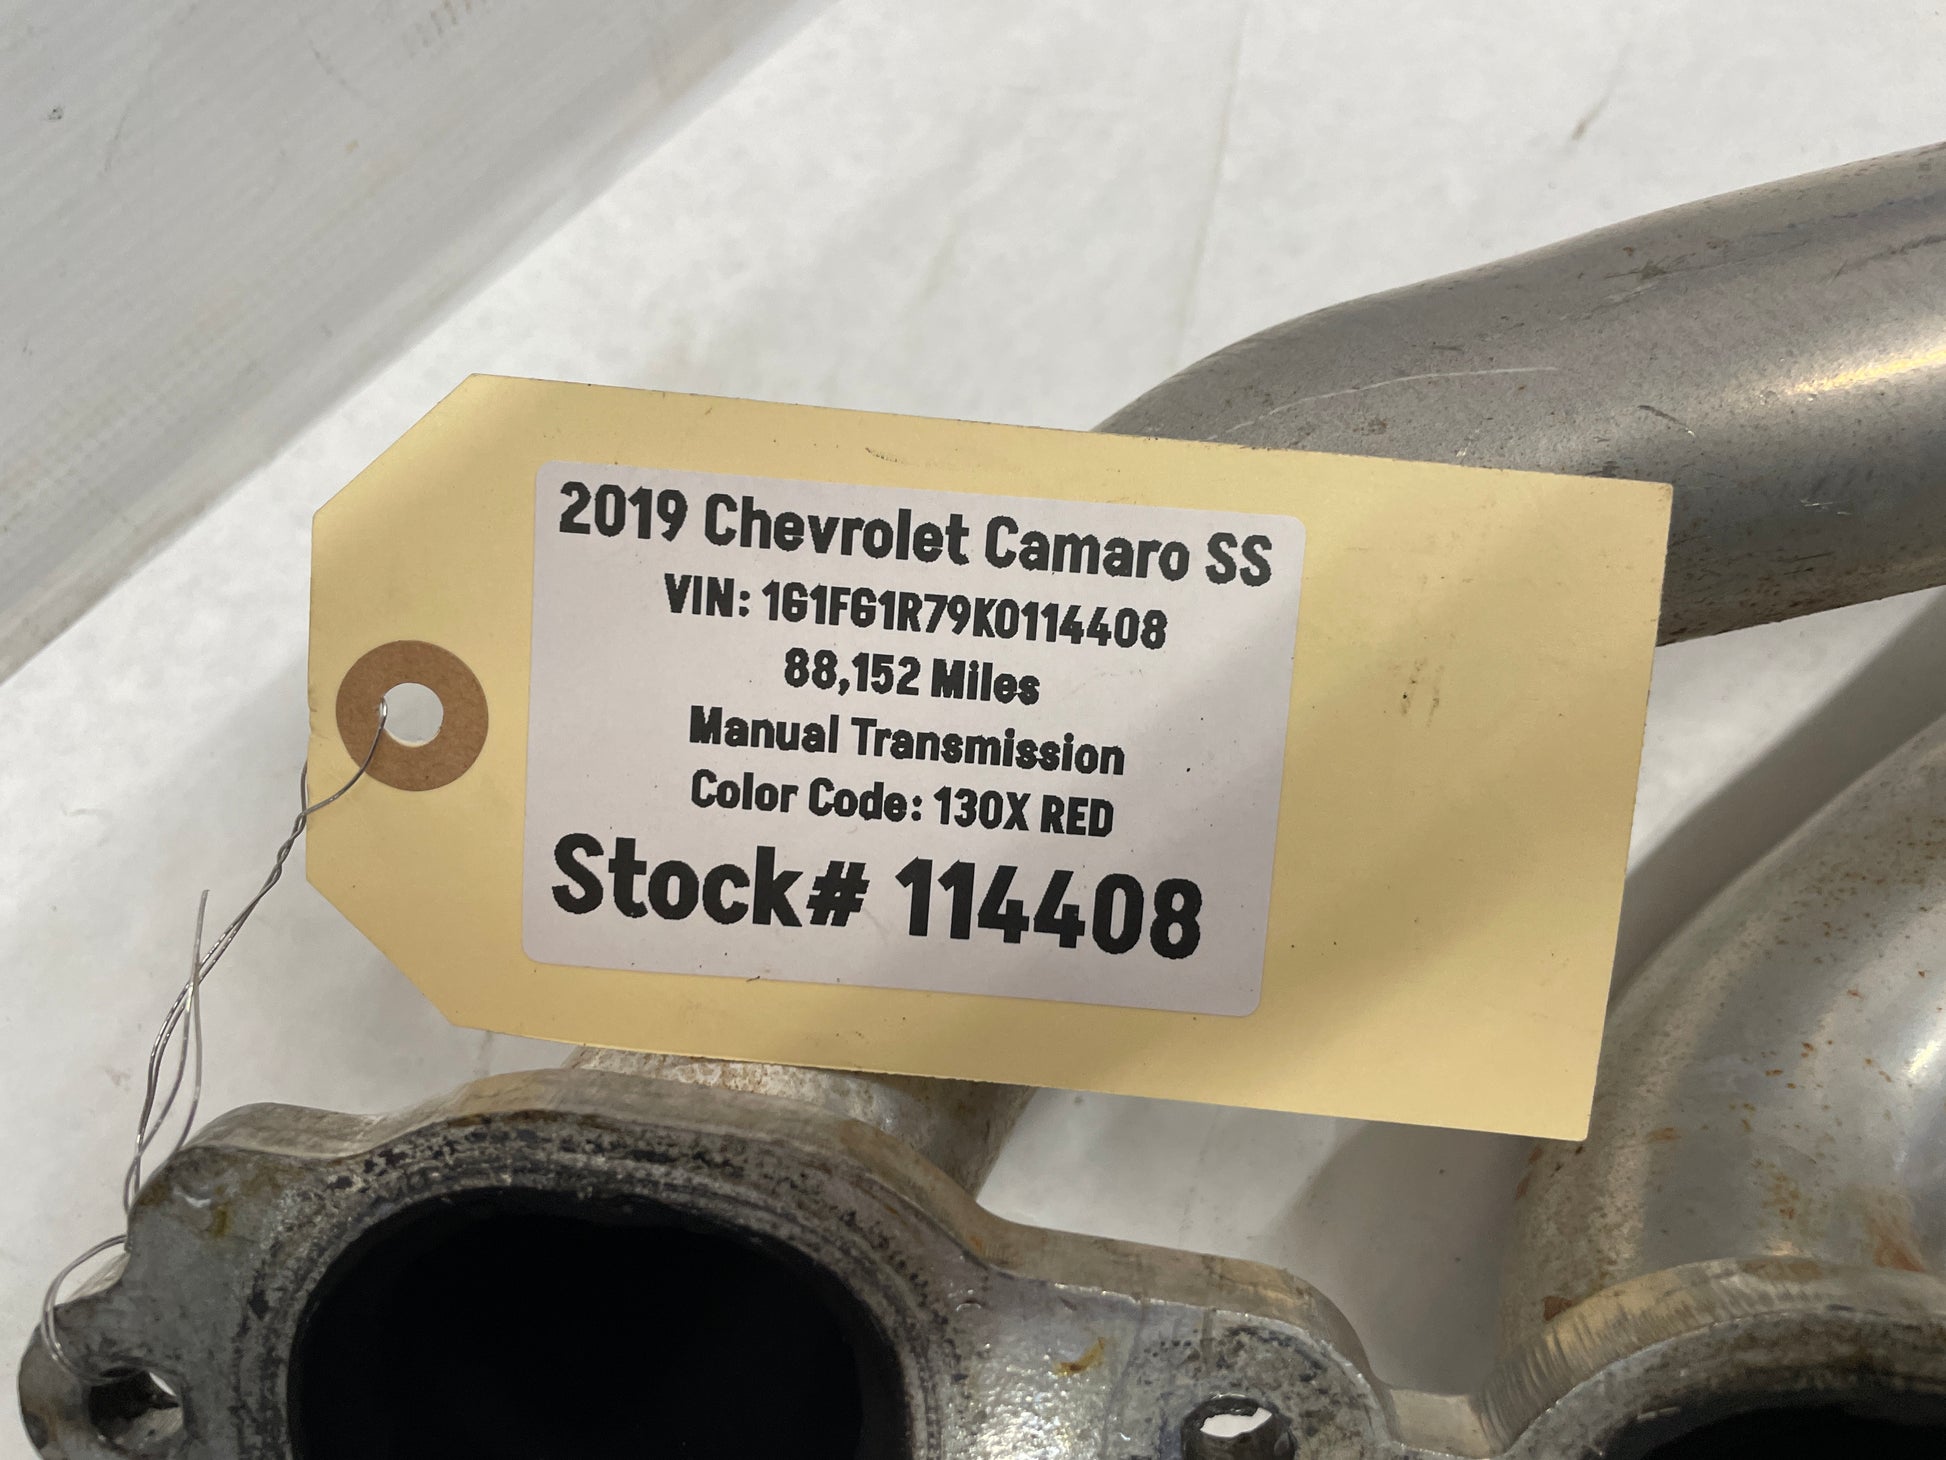 2019 Chevrolet Camaro SS
VIN: 1G1FG1R79K0114408
88,152 Miles
Manual Transmission
Color Code: 130X RED
Stock# 114408